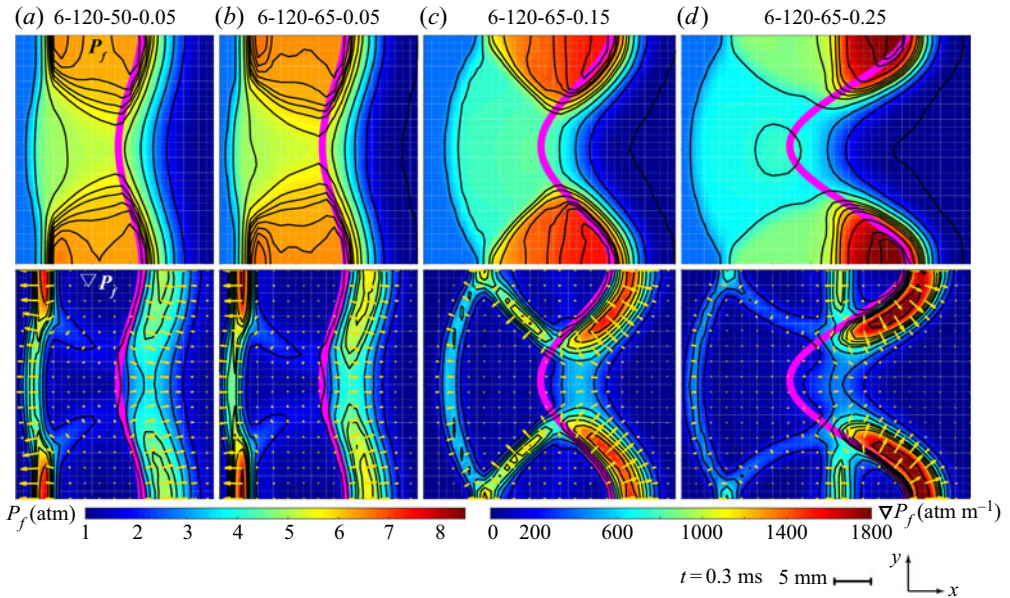 (a) 6-120-50-0.05 (b) 6-120-65-0.05 (c) 6-120-65-0.15 (d) 6-120-65-0.25
P_f
▽ P_f
P_f (atm) 1 2 3 4 5 6 7 8
0 200 600 1000 1400 1800 ∇P_f (atm m⁻¹)
t = 0.3 ms 5 mm
y
x